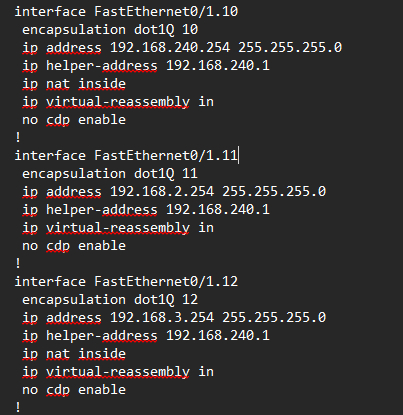 interface FastEthernet0/1.10
encapsulation dot1Q 10
ip address 192.168.240.254 255.255.255.0
ip helper-address 192.168.240.1
ip nat inside
ip virtual-reassembly in
no cdp enable
!
interface FastEthernet0/1.11
encapsulation dot1Q 11
ip address 192.168.2.254 255.255.255.0
ip helper-address 192.168.240.1
ip virtual-reassembly in
no cdp enable
!
interface FastEthernet0/1.12
encapsulation dot1Q 12
ip address 192.168.3.254 255.255.255.0
ip helper-address 192.168.240.1
ip nat inside
ip virtual-reassembly in
no cdp enable
!